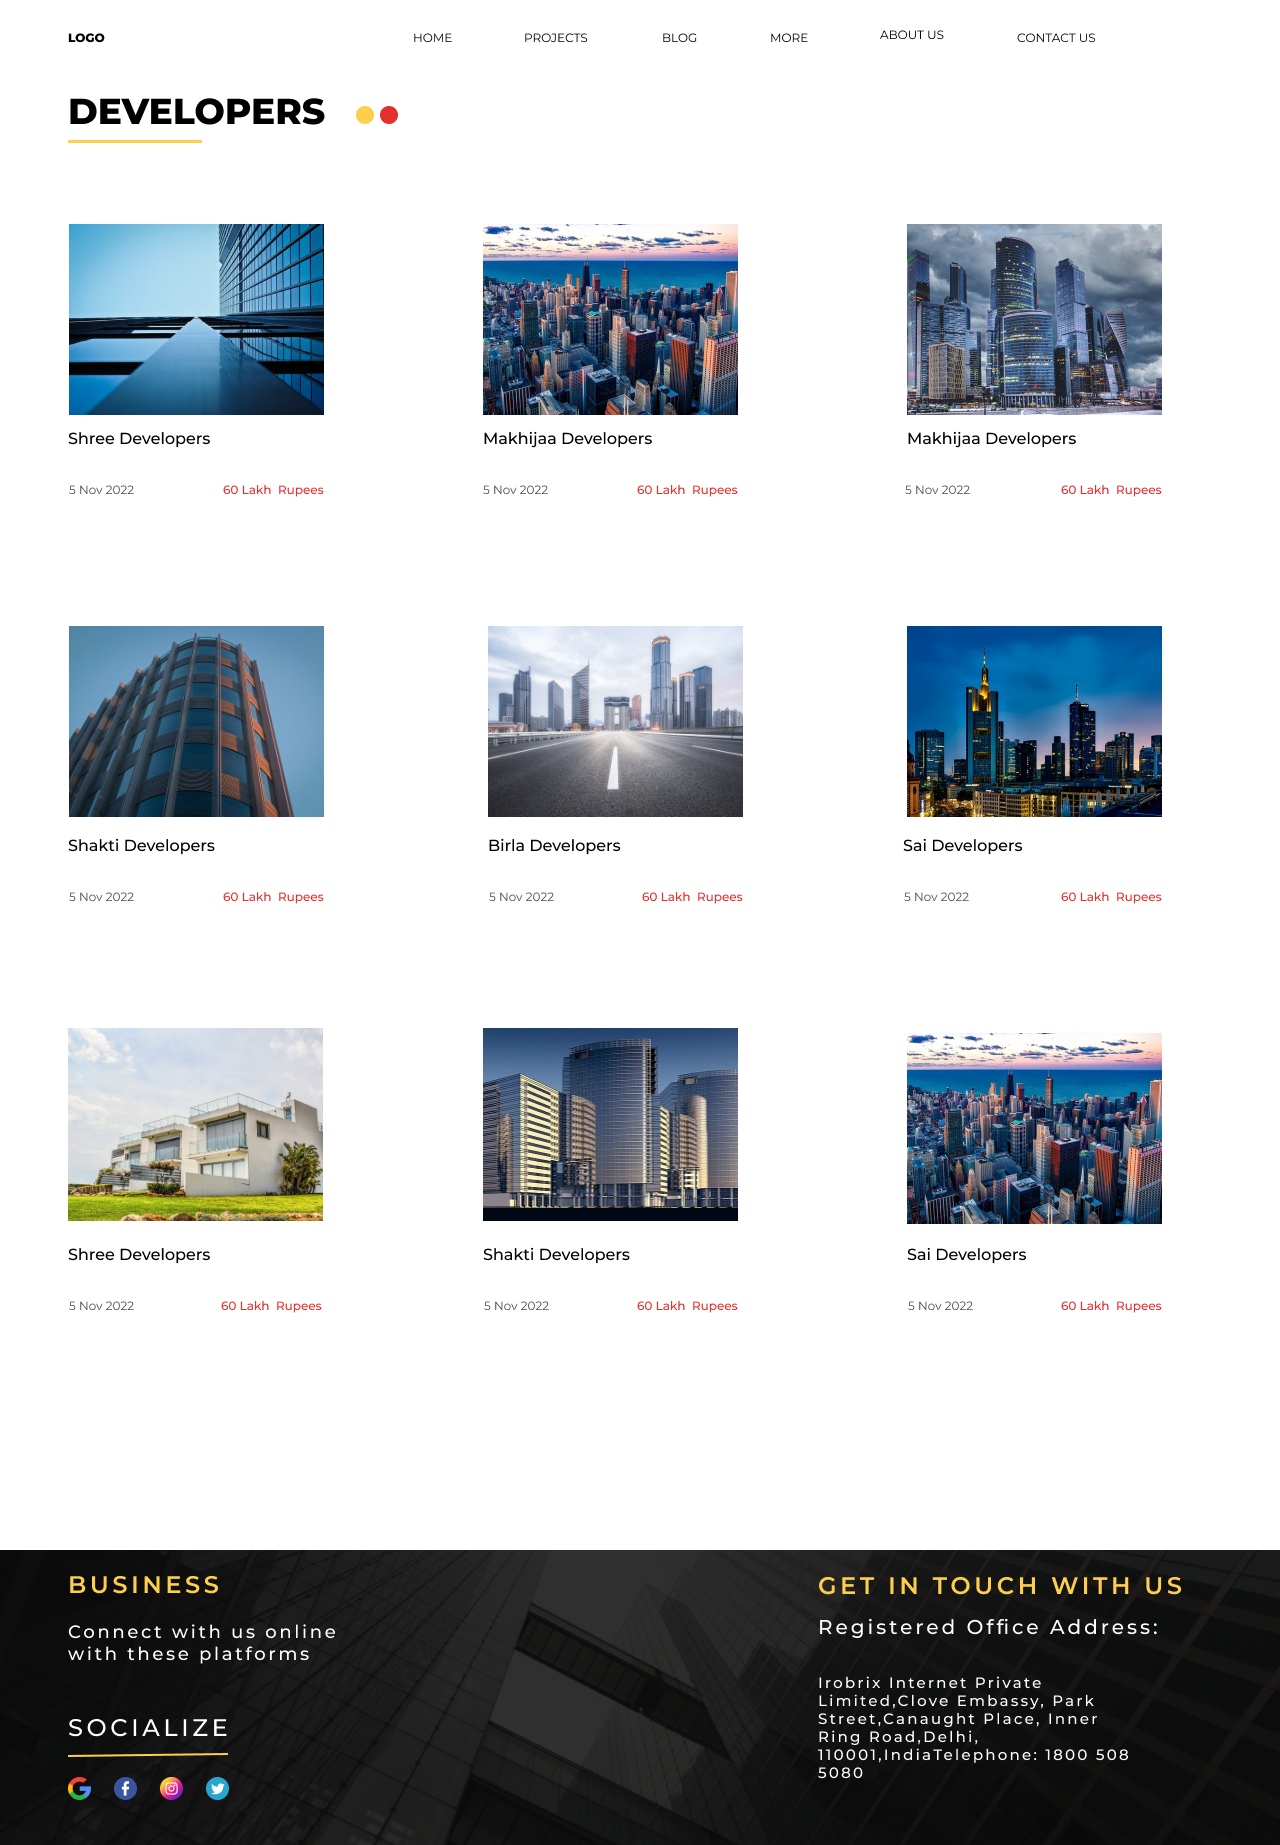 LOGO
HOME
PROJECTS
BLOG
MORE
ABOUT US
CONTACT US
DEVELOPERS
Shree Developers
5 Nov 2022
60 Lakh  Rupees
Makhijaa Developers
5 Nov 2022
60 Lakh  Rupees
Makhijaa Developers
5 Nov 2022
60 Lakh  Rupees
Shakti Developers
5 Nov 2022
60 Lakh  Rupees
Birla Developers
5 Nov 2022
60 Lakh  Rupees
Sai Developers
5 Nov 2022
60 Lakh  Rupees
Shree Developers
5 Nov 2022
60 Lakh  Rupees
Shakti Developers
5 Nov 2022
60 Lakh  Rupees
Sai Developers
5 Nov 2022
60 Lakh  Rupees
BUSINESS
Connect with us online
with these platforms
SOCIALIZE
GET IN TOUCH WITH US
Registered Office Address:
Irobrix Internet Private
Limited,Clove Embassy, Park
Street,Canaught Place, Inner
Ring Road,Delhi,
110001,IndiaTelephone: 1800 508
5080